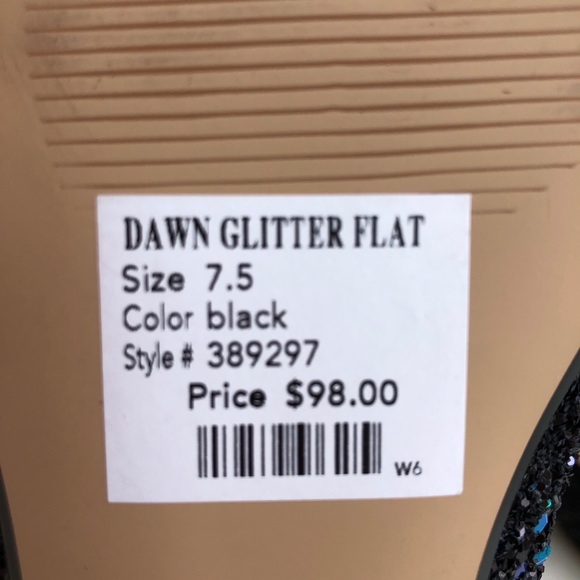 DAWN GLITTER FLAT
Size 7.5
Color black
Style # 389297
Price $98.00
W6